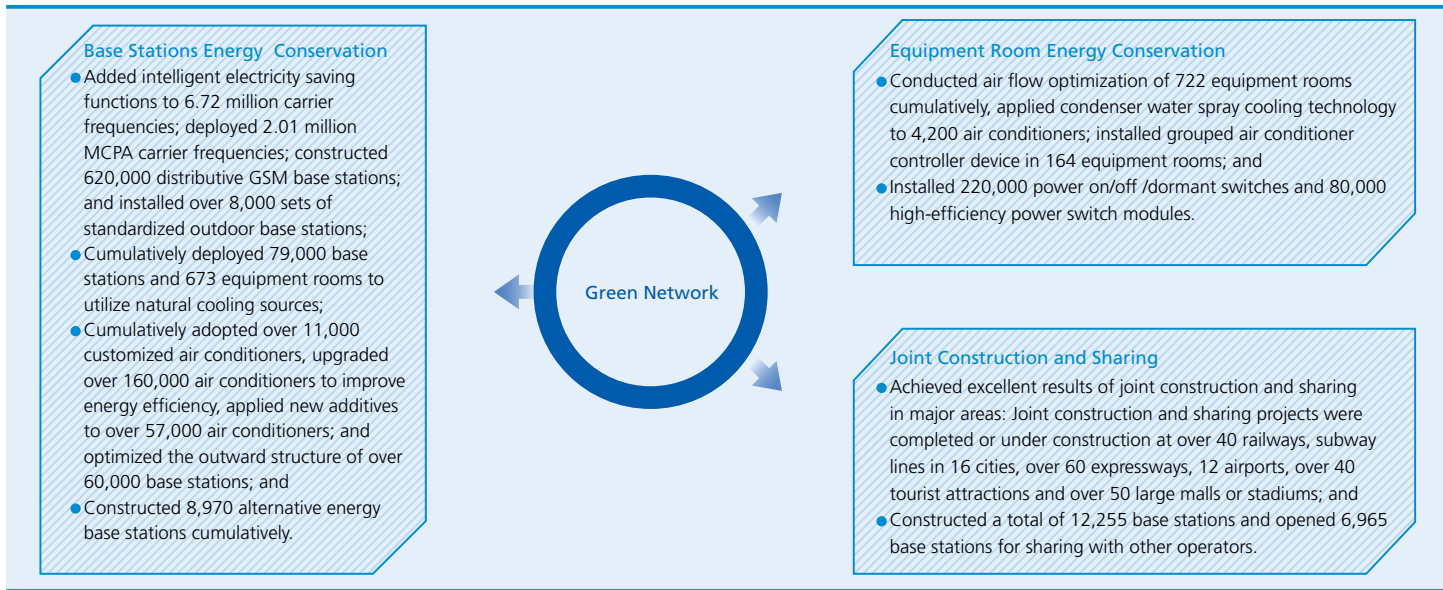 Base Stations Energy Conservation
● Added intelligent electricity saving
functions to 6.72 million carrier
frequencies; deployed 2.01 million
MCPA carrier frequencies; constructed
620,000 distributive GSM base stations;
and installed over 8,000 sets of
standardized outdoor base stations;
● Cumulatively deployed 79,000 base
stations and 673 equipment rooms to
utilize natural cooling sources;
● Cumulatively adopted over 11,000
customized air conditioners, upgraded
over 160,000 air conditioners to improve
energy efficiency, applied new additives
to over 57,000 air conditioners; and
optimized the outward structure of over
60,000 base stations; and
● Constructed 8,970 alternative energy
base stations cumulatively.
Green Network
Equipment Room Energy Conservation
● Conducted air flow optimization of 722 equipment rooms
cumulatively, applied condenser water spray cooling technology
to 4,200 air conditioners; installed grouped air conditioner
controller device in 164 equipment rooms; and
● Installed 220,000 power on/off /dormant switches and 80,000
high-efficiency power switch modules.
Joint Construction and Sharing
● Achieved excellent results of joint construction and sharing
in major areas: Joint construction and sharing projects were
completed or under construction at over 40 railways, subway
lines in 16 cities, over 60 expressways, 12 airports, over 40
tourist attractions and over 50 large malls or stadiums; and
● Constructed a total of 12,255 base stations and opened 6,965
base stations for sharing with other operators.